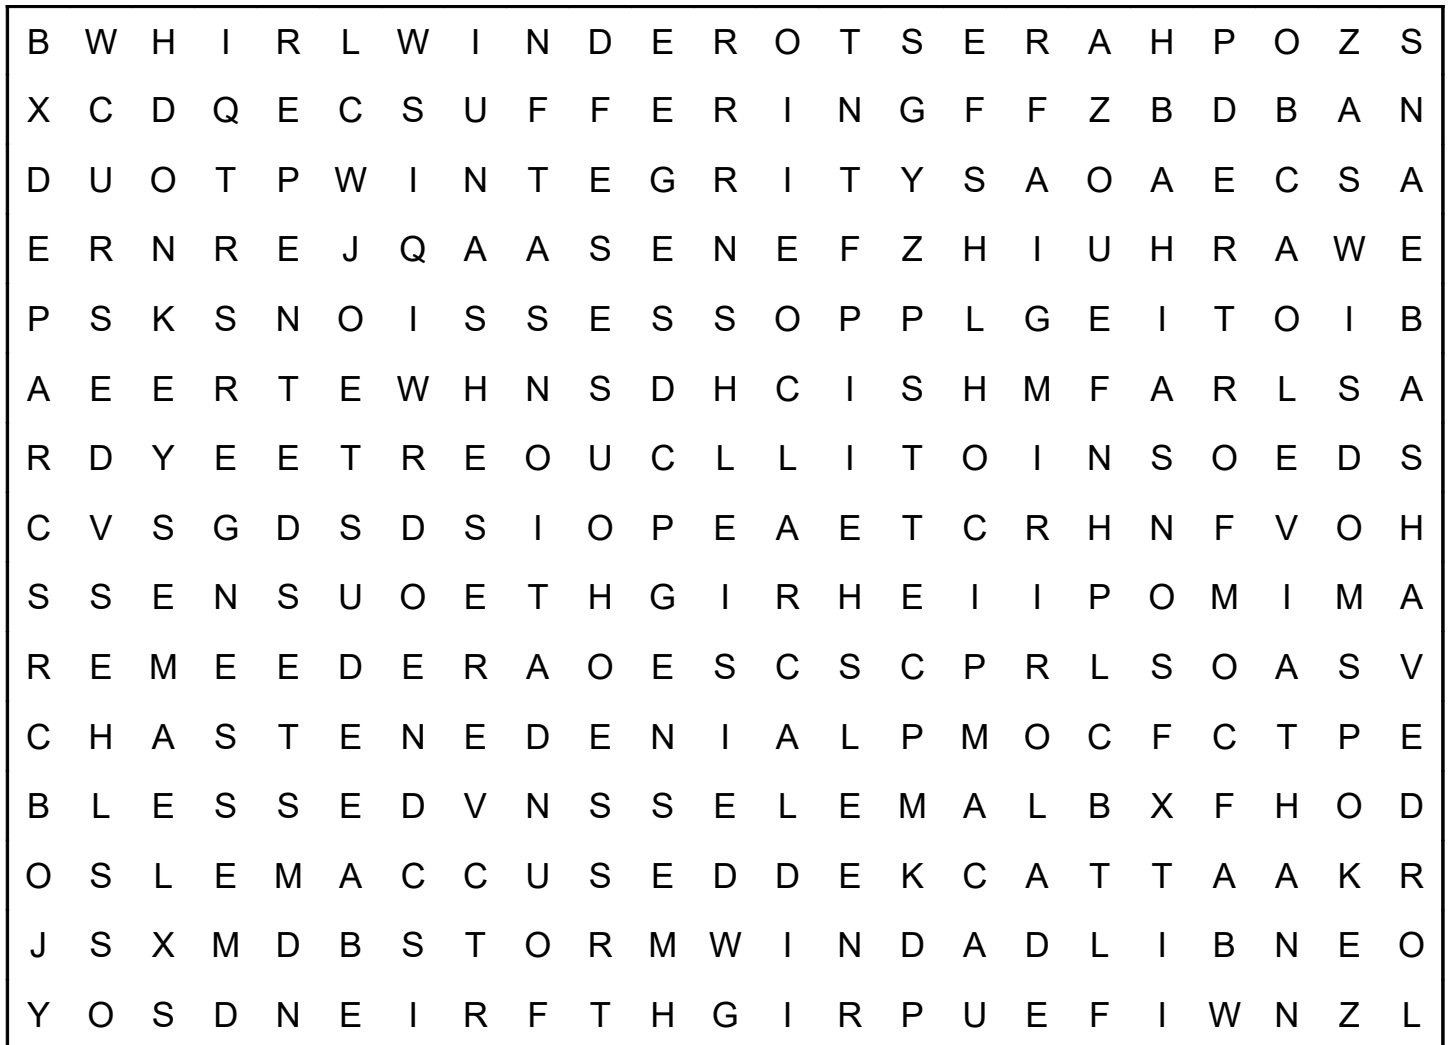 B W H I R L W I N D E R O T S E R A H P O Z S
X C D Q E C S U F F E R I N G F F Z B D B A N
D U O T P W I N T E G R I T Y S A O A E C S A
E R N R E J Q A A S E N E F Z H I U H R A W E
P S K S N O I S S E S S O P P L G E I T O I B
A E E R T E W H N S D H C I S H M F A R L S A
R D Y E E T R E O U C L L I T O I N S O E D S
C V S G D S D S I O P E A E T C R H N F V O H
S S E N S U O E T H G I R H E I I P O M I M A
R E M E E D E R A O E S C S C P R L S O A S V
C H A S T E N E D E N I A L P M O C F C T P E
B L E S S E D V N S S E L E M A L B X F H O D
O S L E M A C C U S E D D E K C A T T A A K R
J S X M D B S T O R M W I N D A D L I B N E O
Y O S D N E I R F T H G I R P U E F I W N Z L